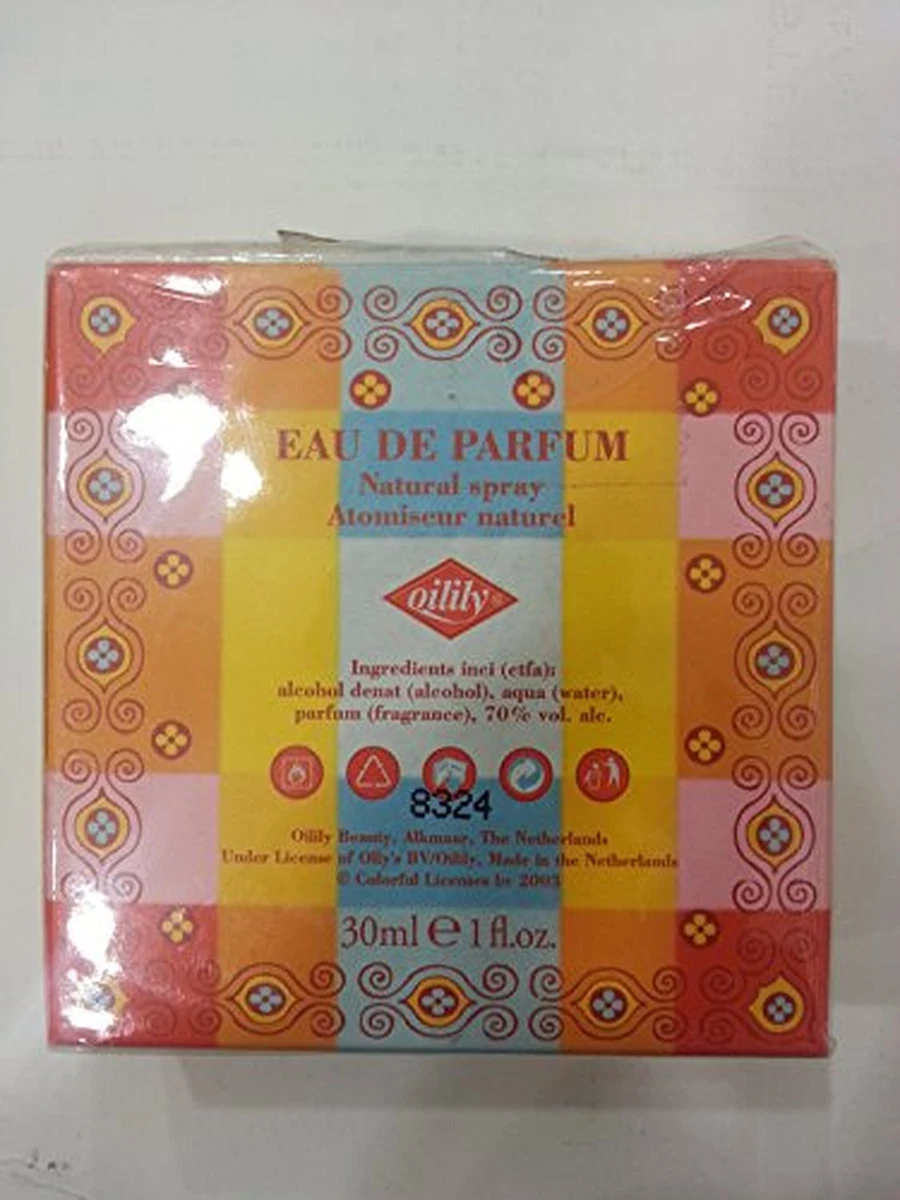 EAU DE PARFUM
Natural spray
Atomiseur naturel
oilily
Ingredients inci (ctfa):
alcohol denat (alcohol), aqua (water),
parfum (fragrance), 70% vol. alc.
8324
Oilily Beauty, Alkmaar, The Netherlands
Under License of Olly's BV/Oilily. Made in the Netherlands
© Colorful Licenses bv 2003
30ml ℮ 1 fl.oz.